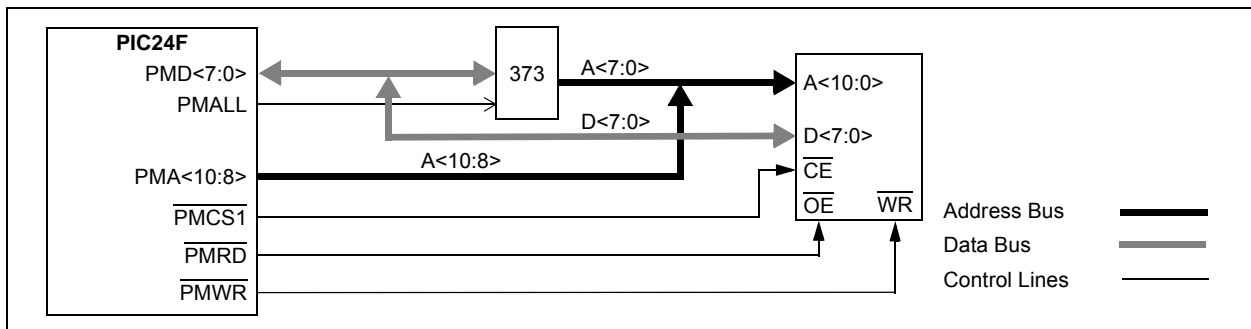 PIC24F
PMD<7:0>
PMALL
PMA<10:8>
PMCS1
PMRD
PMWR
373
A<7:0>
D<7:0>
A<10:8>
A<10:0>
D<7:0>
CE
OE WR
Address Bus
Data Bus
Control Lines